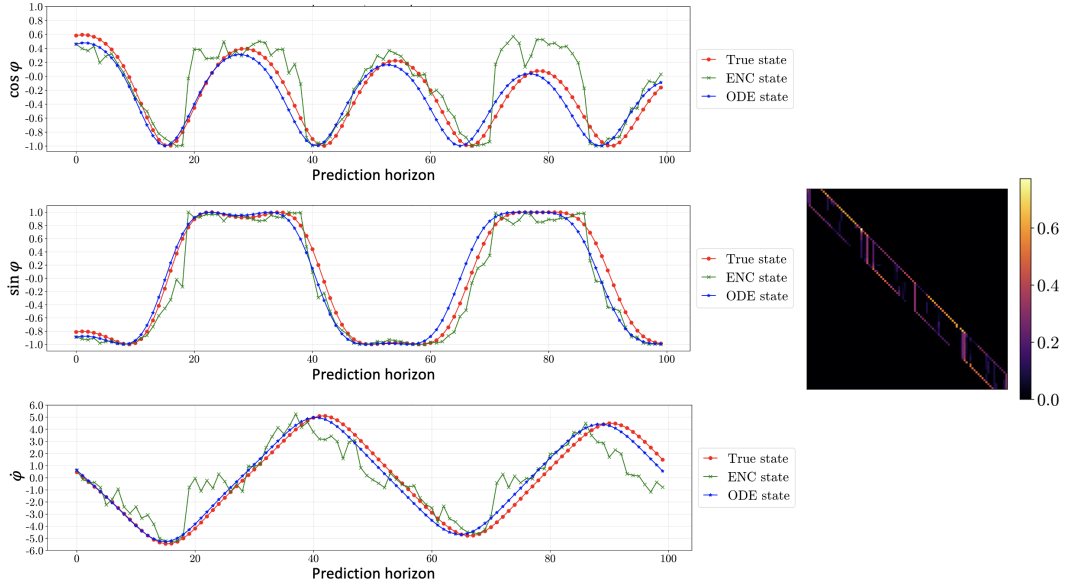 1.0
0.8
0.6
0.4
0.2
-0.0
-0.2
-0.4
-0.6
-0.8
-1.0
cos φ
0 20 40 60 80 100
Prediction horizon
True state
ENC state
ODE state
1.0
0.8
0.6
0.4
0.2
-0.0
-0.2
-0.4
-0.6
-0.8
-1.0
sin φ
0 20 40 60 80 100
Prediction horizon
True state
ENC state
ODE state
6.0
5.0
4.0
3.0
2.0
1.0
-0.0
-1.0
-2.0
-3.0
-4.0
-5.0
-6.0
φ̇
0 20 40 60 80 100
Prediction horizon
True state
ENC state
ODE state
0.6
0.4
0.2
0.0